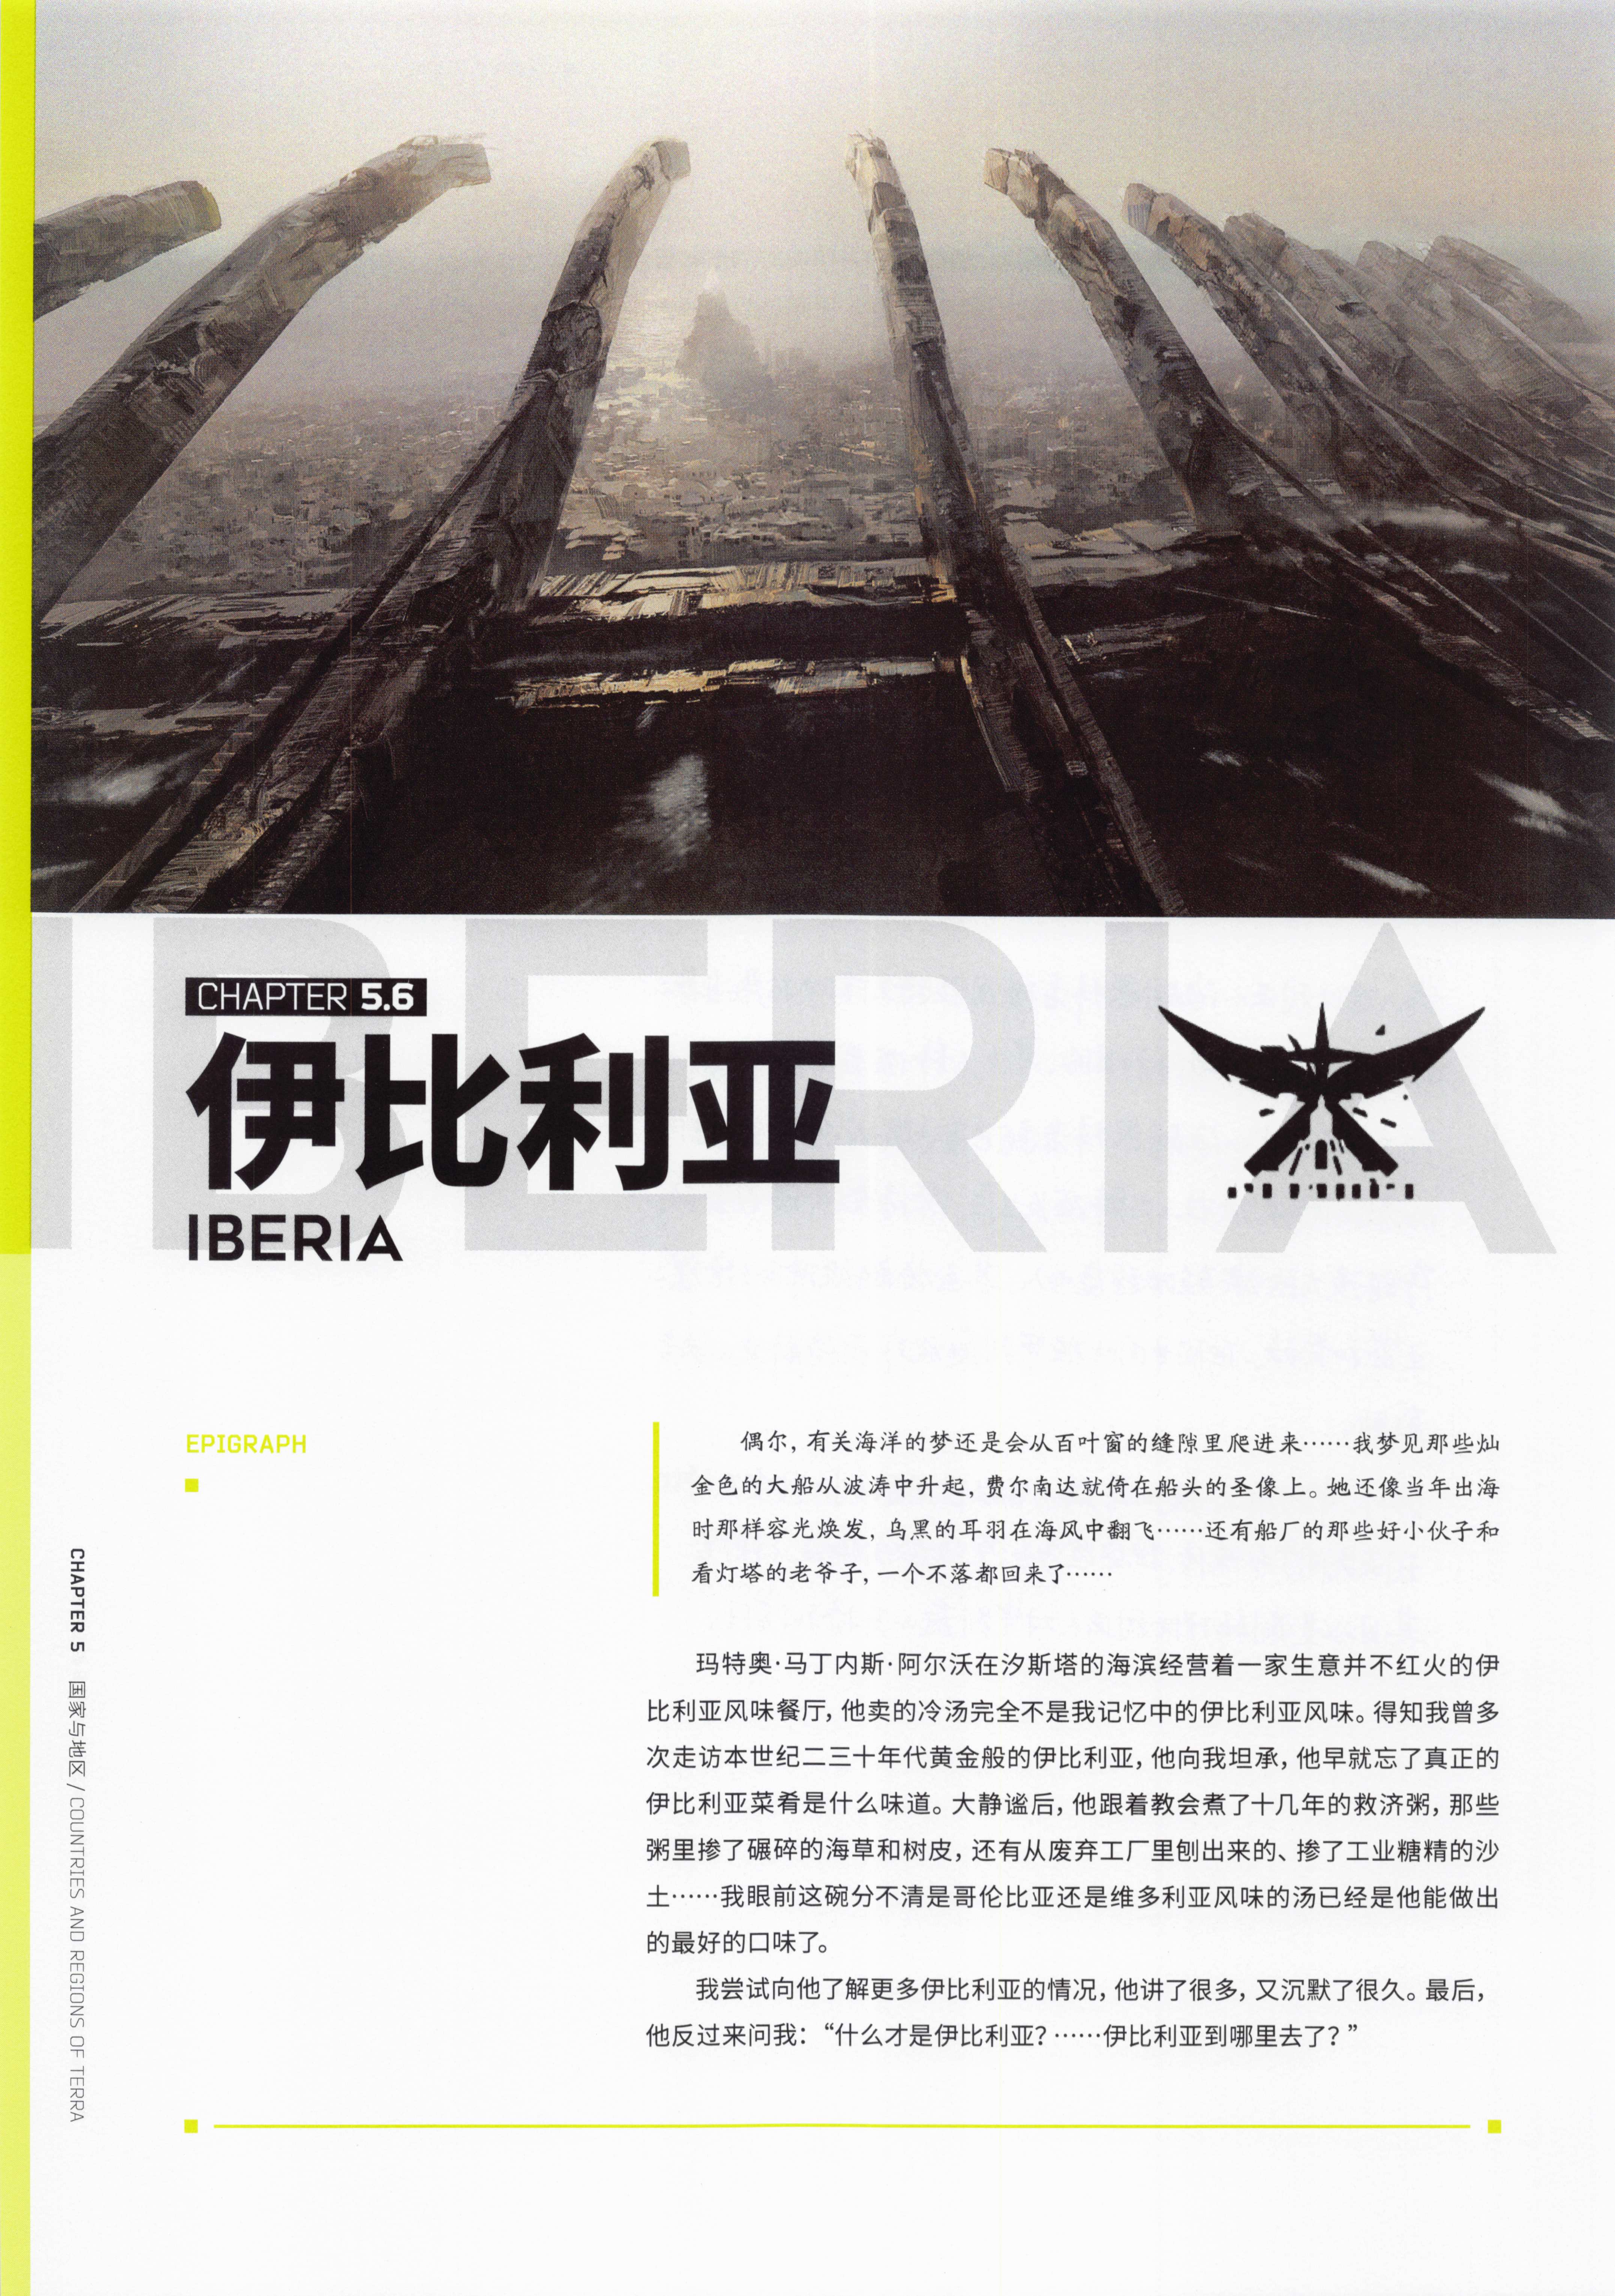 IBERIA
CHAPTER 5.6
伊比利亚
IBERIA
EPIGRAPH
偶尔，有关海洋的梦还是会从百叶窗的缝隙里爬进来……我梦见那些灿
金色的大船从波涛中升起，费尔南达就倚在船头的圣像上。她还像当年出海
时那样容光焕发，乌黑的耳羽在海风中翻飞……还有船厂的那些好小伙子和
看灯塔的老爷子，一个不落都回来了……
玛特奥·马丁内斯·阿尔沃在汐斯塔的海滨经营着一家生意并不红火的伊
比利亚风味餐厅，他卖的冷汤完全不是我记忆中的伊比利亚风味。得知我曾多
次走访本世纪二三十年代黄金般的伊比利亚，他向我坦承，他早就忘了真正的
伊比利亚菜肴是什么味道。大静谧后，他跟着教会煮了十几年的救济粥，那些
粥里掺了碾碎的海草和树皮，还有从废弃工厂里刨出来的、掺了工业糖精的沙
土……我眼前这碗分不清是哥伦比亚还是维多利亚风味的汤已经是他能做出
的最好的口味了。
我尝试向他了解更多伊比利亚的情况，他讲了很多，又沉默了很久。最后，
他反过来问我：“什么才是伊比利亚？……伊比利亚到哪里去了？”
CHAPTER 5 国家与地区 / COUNTRIES AND REGIONS OF TERRA